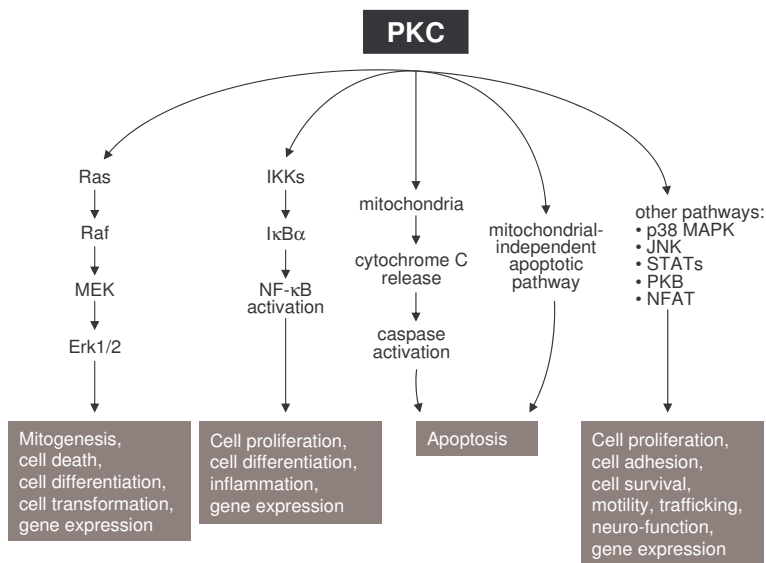 PKC
Ras
Raf
MEK
Erk1/2
Mitogenesis,
cell death,
cell differentiation,
cell transformation,
gene expression
IKKs
IκBα
NF-κB
activation
Cell proliferation,
cell differentiation,
inflammation,
gene expression
mitochondria
cytochrome C
release
caspase
activation
mitochondrial-
independent
apoptotic
pathway
Apoptosis
other pathways:
• p38 MAPK
• JNK
• STATs
• PKB
• NFAT
Cell proliferation,
cell adhesion,
cell survival,
motility, trafficking,
neuro-function,
gene expression